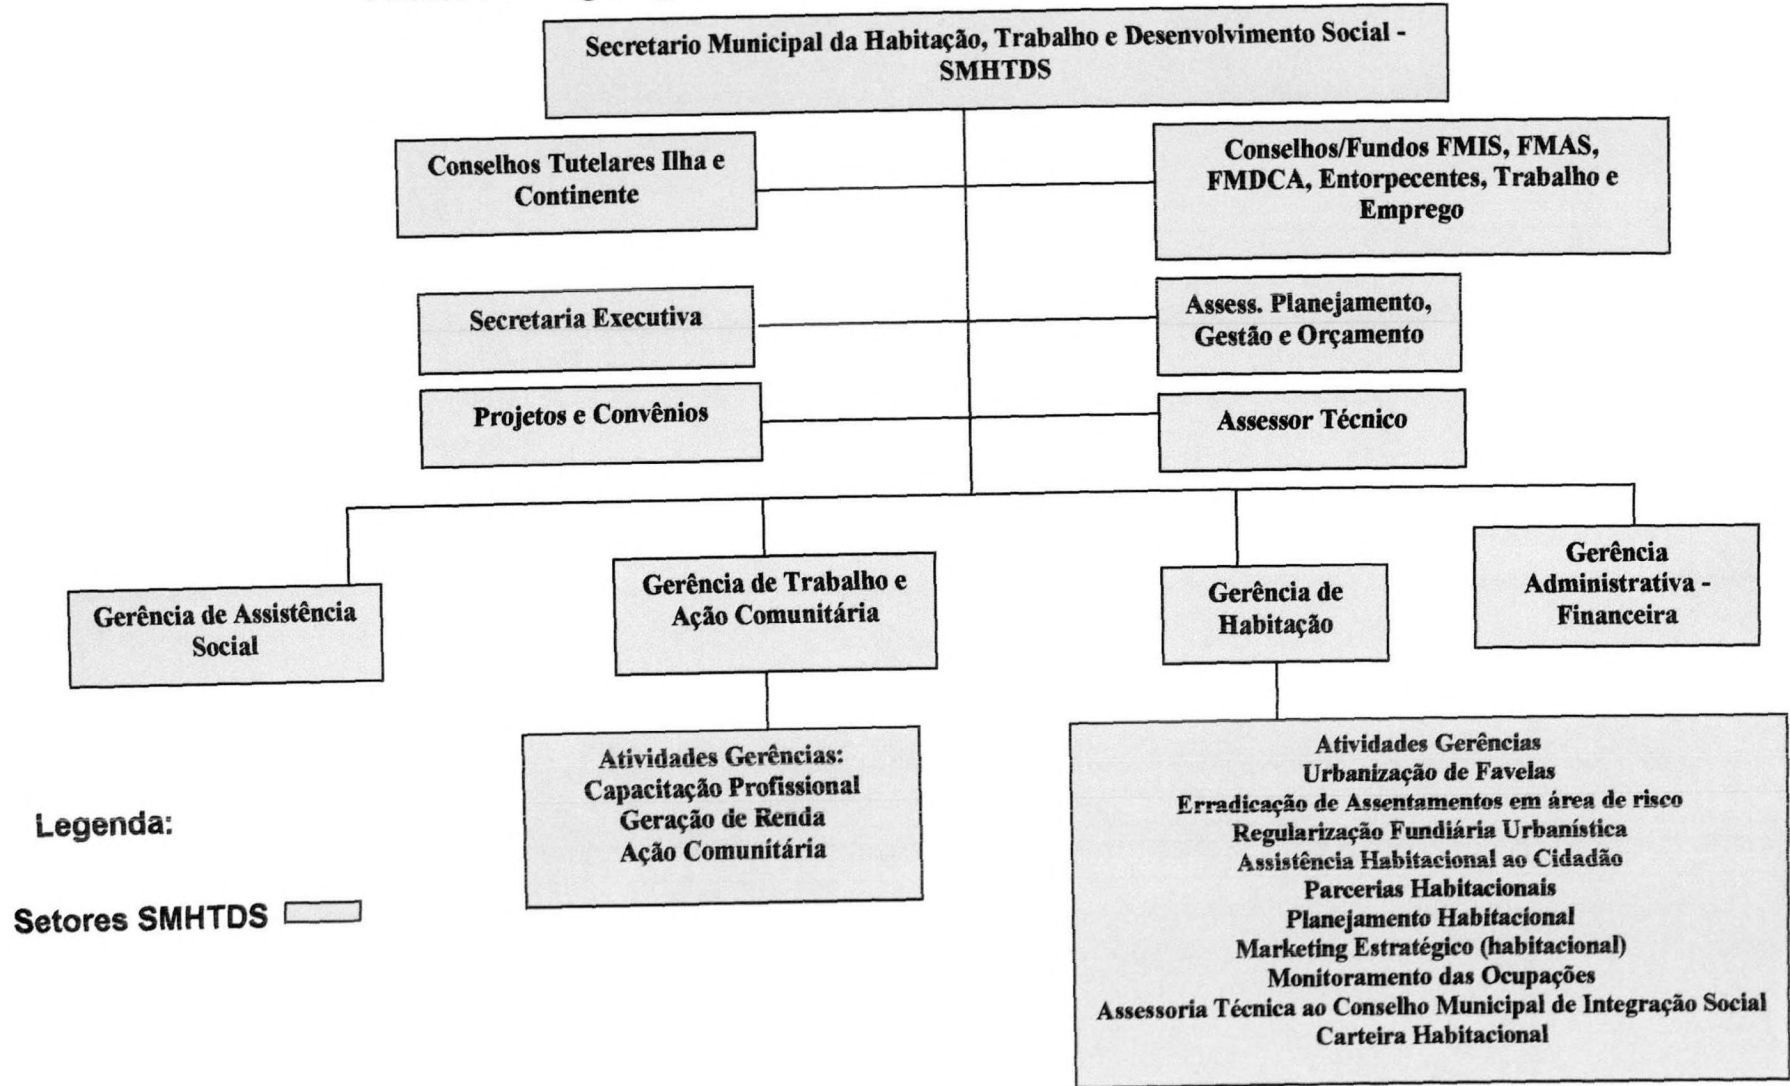 Secretario Municipal da Habitação, Trabalho e Desenvolvimento Social -
SMHTDS
Conselhos Tutelares Ilha e
Continente
Conselhos/Fundos FMIS, FMAS,
FMDCA, Entorpecentes, Trabalho e
Emprego
Secretaria Executiva
Assess. Planejamento,
Gestão e Orçamento
Projetos e Convênios
Assessor Técnico
Gerência de Assistência
Social
Gerência de Trabalho e
Ação Comunitária
Gerência de
Habitação
Gerência
Administrativa -
Financeira
Atividades Gerências:
Capacitação Profissional
Geração de Renda
Ação Comunitária
Atividades Gerências
Urbanização de Favelas
Erradicação de Assentamentos em área de risco
Regularização Fundiária Urbanística
Assistência Habitacional ao Cidadão
Parcerias Habitacionais
Planejamento Habitacional
Marketing Estratégico (habitacional)
Monitoramento das Ocupações
Assessoria Técnica ao Conselho Municipal de Integração Social
Carteira Habitacional
Legenda:
Setores SMHTDS